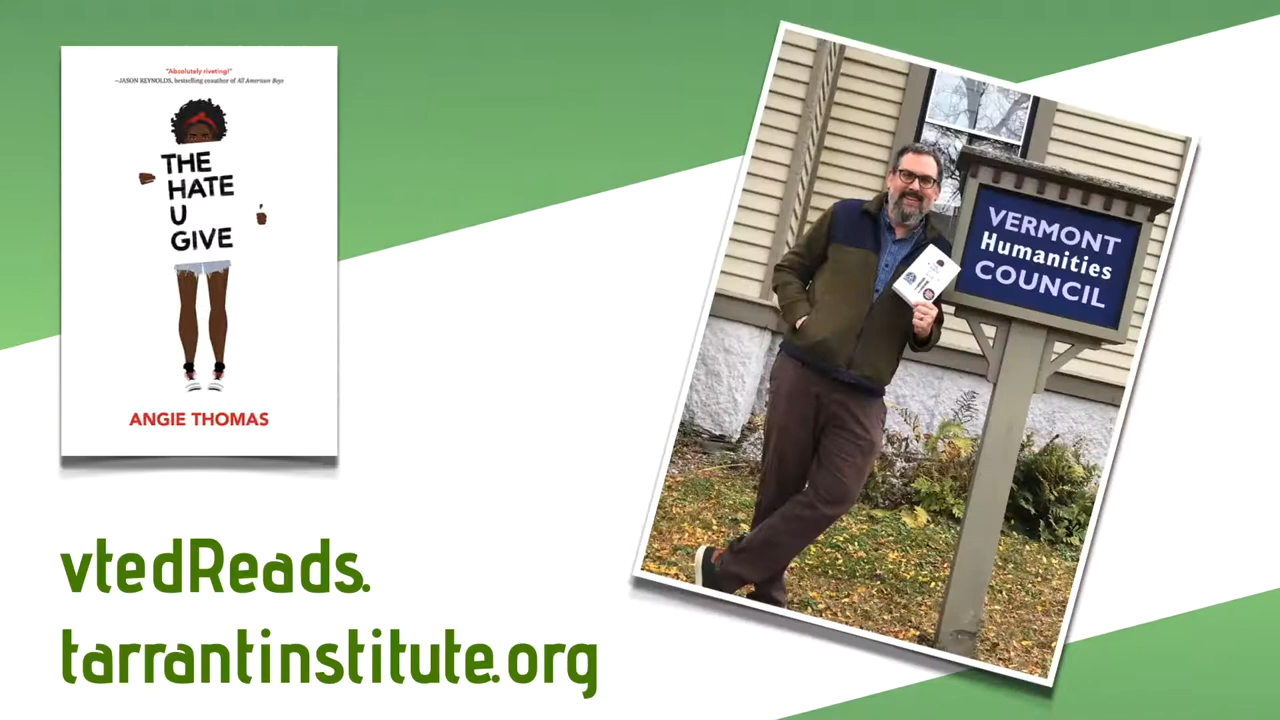 "Absolutely riveting!"
—JASON REYNOLDS, bestselling coauthor of All American Boys
THE
HATE
U
GIVE
ANGIE THOMAS
VERMONT
Humanities
COUNCIL
vtedReads.
tarrantinstitute.org